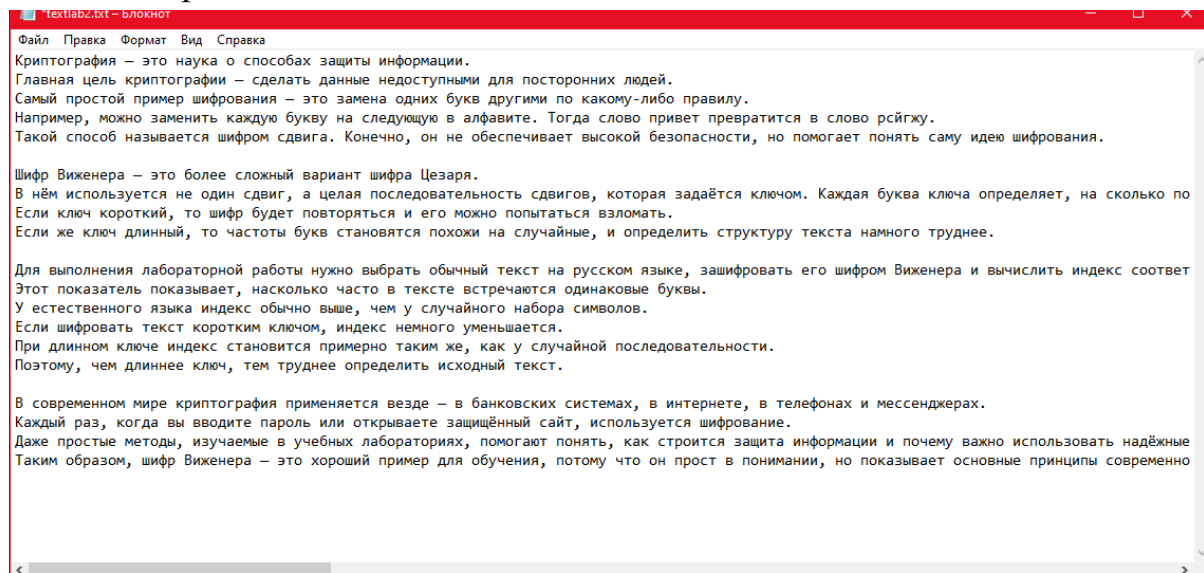 *textlab2.txt – Блокнот
Файл Правка Формат Вид Справка
Криптография – это наука о способах защиты информации.
Главная цель криптографии – сделать данные недоступными для посторонних людей.
Самый простой пример шифрования – это замена одних букв другими по какому-либо правилу.
Например, можно заменить каждую букву на следующую в алфавите. Тогда слово привет превратится в слово рсйгжу.
Такой способ называется шифром сдвига. Конечно, он не обеспечивает высокой безопасности, но помогает понять саму идею шифрования.
Шифр Виженера – это более сложный вариант шифра Цезаря.
В нём используется не один сдвиг, а целая последовательность сдвигов, которая задаётся ключом. Каждая буква ключа определяет, на сколько по
Если ключ короткий, то шифр будет повторяться и его можно попытаться взломать.
Если же ключ длинный, то частоты букв становятся похожи на случайные, и определить структуру текста намного труднее.
Для выполнения лабораторной работы нужно выбрать обычный текст на русском языке, зашифровать его шифром Виженера и вычислить индекс соответ
Этот показатель показывает, насколько часто в тексте встречаются одинаковые буквы.
У естественного языка индекс обычно выше, чем у случайного набора символов.
Если шифровать текст коротким ключом, индекс немного уменьшается.
При длинном ключе индекс становится примерно таким же, как у случайной последовательности.
Поэтому, чем длиннее ключ, тем труднее определить исходный текст.
В современном мире криптография применяется везде – в банковских системах, в интернете, в телефонах и мессенджерах.
Каждый раз, когда вы вводите пароль или открываете защищённый сайт, используется шифрование.
Даже простые методы, изучаемые в учебных лабораториях, помогают понять, как строится защита информации и почему важно использовать надёжные
Таким образом, шифр Виженера – это хороший пример для обучения, потому что он прост в понимании, но показывает основные принципы современно